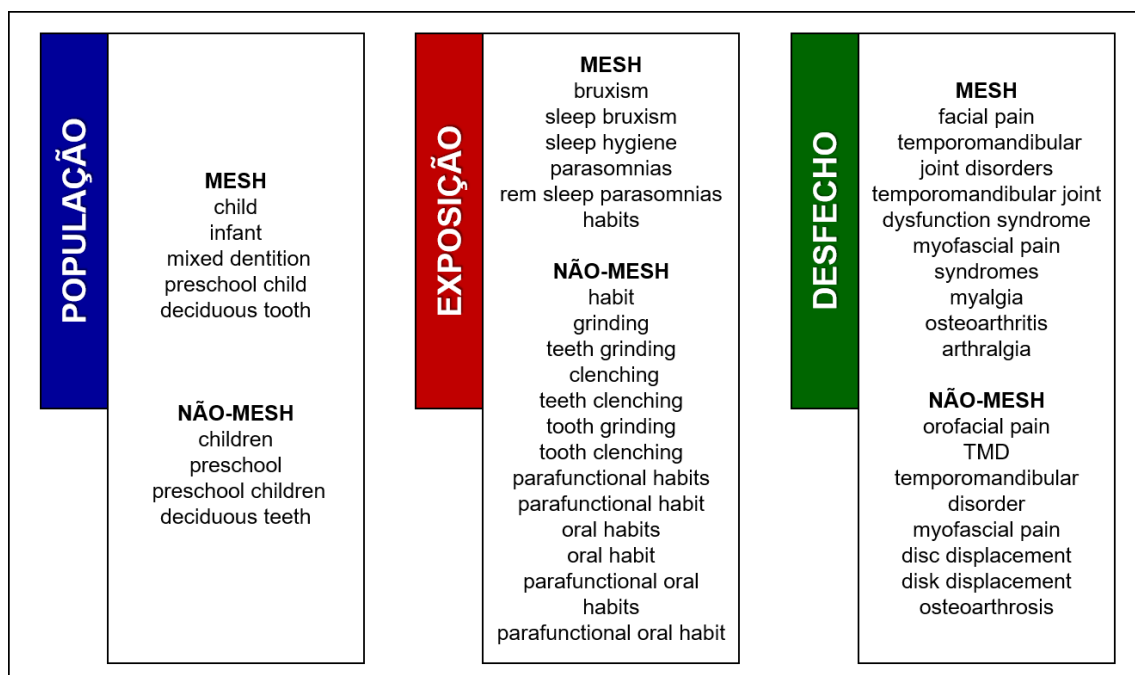 POPULAÇÃO
MESH
child
infant
mixed dentition
preschool child
deciduous tooth
NÃO-MESH
children
preschool
preschool children
deciduous teeth
EXPOSIÇÃO
MESH
bruxism
sleep bruxism
sleep hygiene
parasomnias
rem sleep parasomnias
habits
NÃO-MESH
habit
grinding
teeth grinding
clenching
teeth clenching
tooth grinding
tooth clenching
parafunctional habits
parafunctional habit
oral habits
oral habit
parafunctional oral
habits
parafunctional oral habit
DESFECHO
MESH
facial pain
temporomandibular
joint disorders
temporomandibular joint
dysfunction syndrome
myofascial pain
syndromes
myalgia
osteoarthritis
arthralgia
NÃO-MESH
orofacial pain
TMD
temporomandibular
disorder
myofascial pain
disc displacement
disk displacement
osteoarthrosis